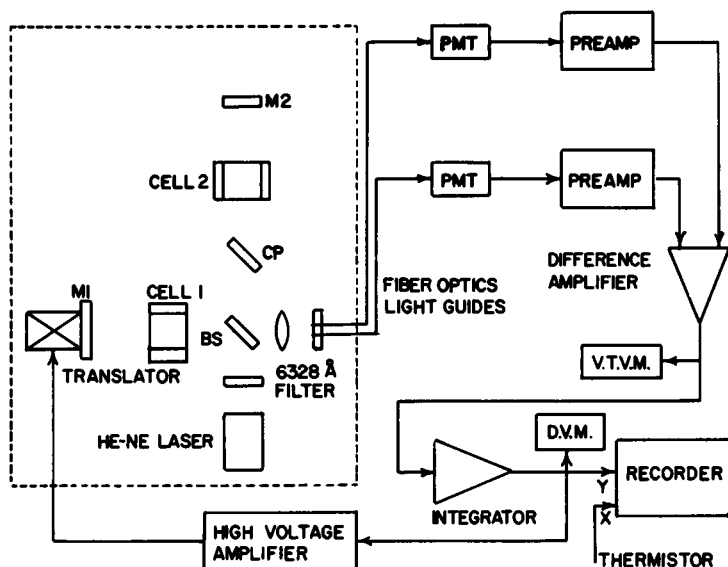 PMT
PREAMP
M2
CELL 2
PMT
PREAMP
CP
DIFFERENCE
AMPLIFIER
M1
CELL 1
FIBER OPTICS
LIGHT GUIDES
BS
TRANSLATOR
6328 Å
FILTER
V.T.V.M.
HE-NE LASER
D.V.M.
RECORDER
Y
X
INTEGRATOR
HIGH VOLTAGE
AMPLIFIER
THERMISTOR